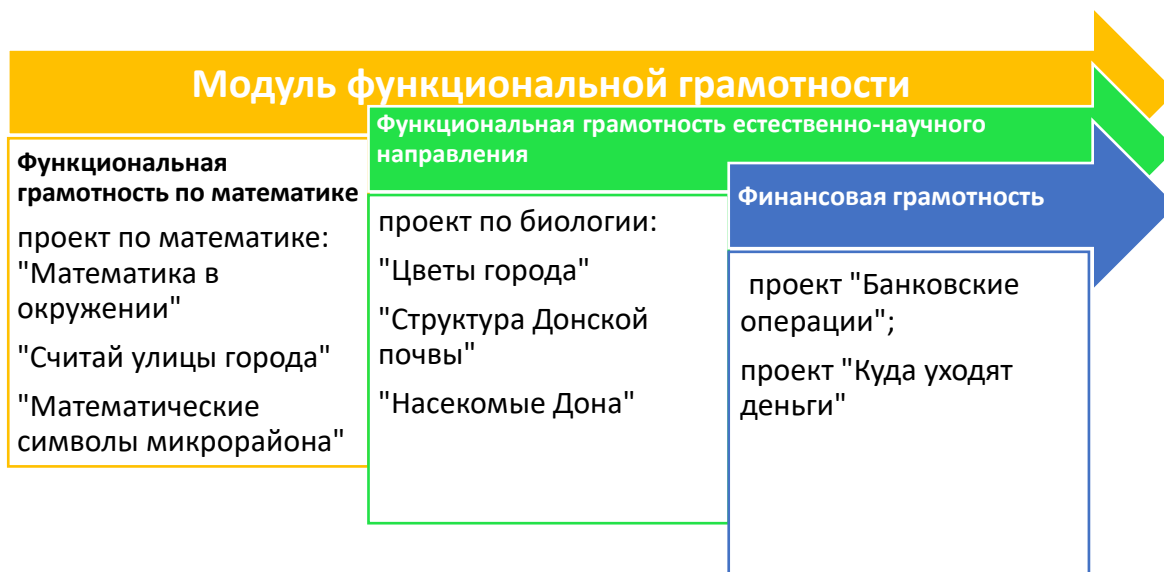 Модуль функциональной грамотности
Функциональная
грамотность по математике
проект по математике:
"Математика в
окружении"
"Считай улицы города"
"Математические
символы микрорайона"
Функциональная грамотность естественно-научного
направления
проект по биологии:
"Цветы города"
"Структура Донской
почвы"
"Насекомые Дона"
Финансовая грамотность
проект "Банковские
операции";
проект "Куда уходят
деньги"